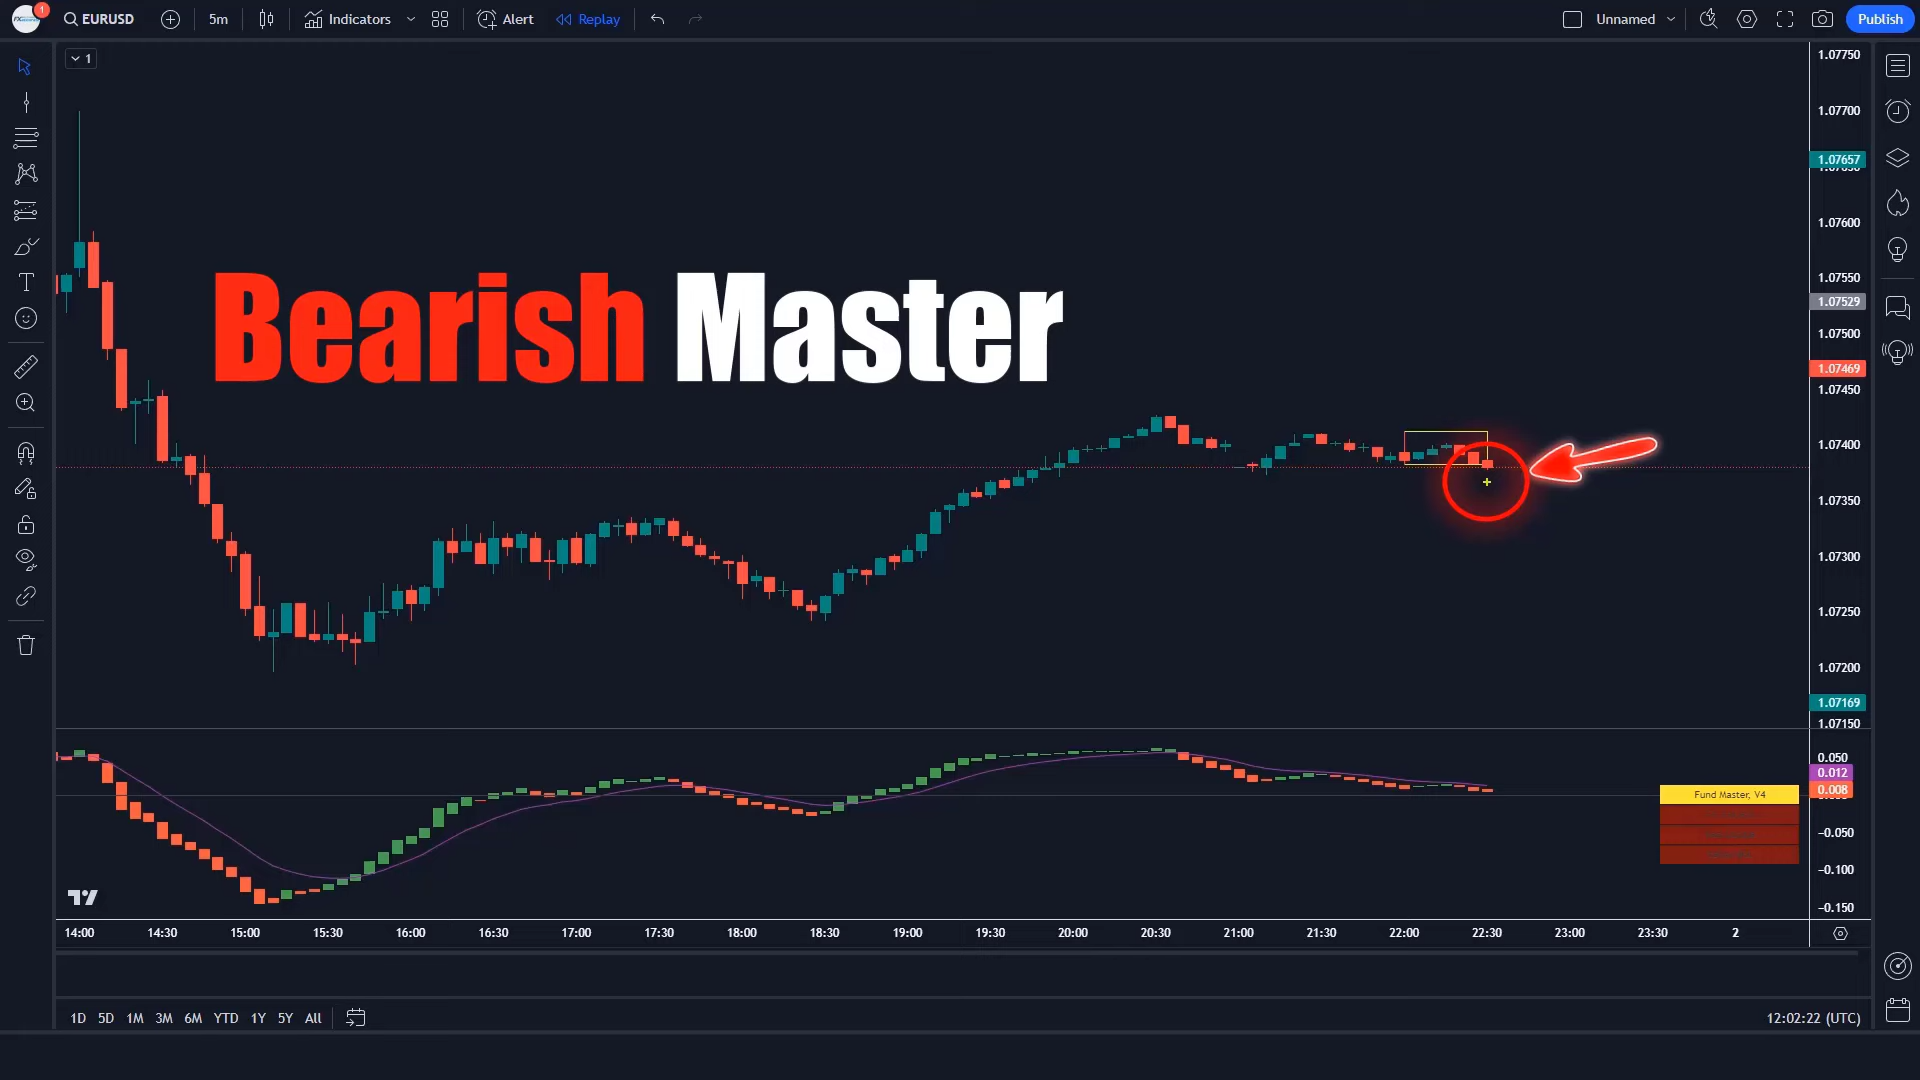 1
EURUSD
5m
Indicators
Alert
Replay
Unnamed
Publish
1
Bearish Master
1.07750
1.07700
1.07657
1.07600
1.07550
1.07529
1.07500
1.07469
1.07450
1.07400
1.07350
1.07300
1.07250
1.07200
1.07169
1.07150
0.050
0.012
0.008
−0.050
−0.100
−0.150
Fund Master, V4
14:00 14:30 15:00 15:30 16:00 16:30 17:00 17:30 18:00 18:30 19:00 19:30 20:00 20:30 21:00 21:30 22:00 22:30 23:00 23:30 2
1D 5D 1M 3M 6M YTD 1Y 5Y All
12:02:22 (UTC)